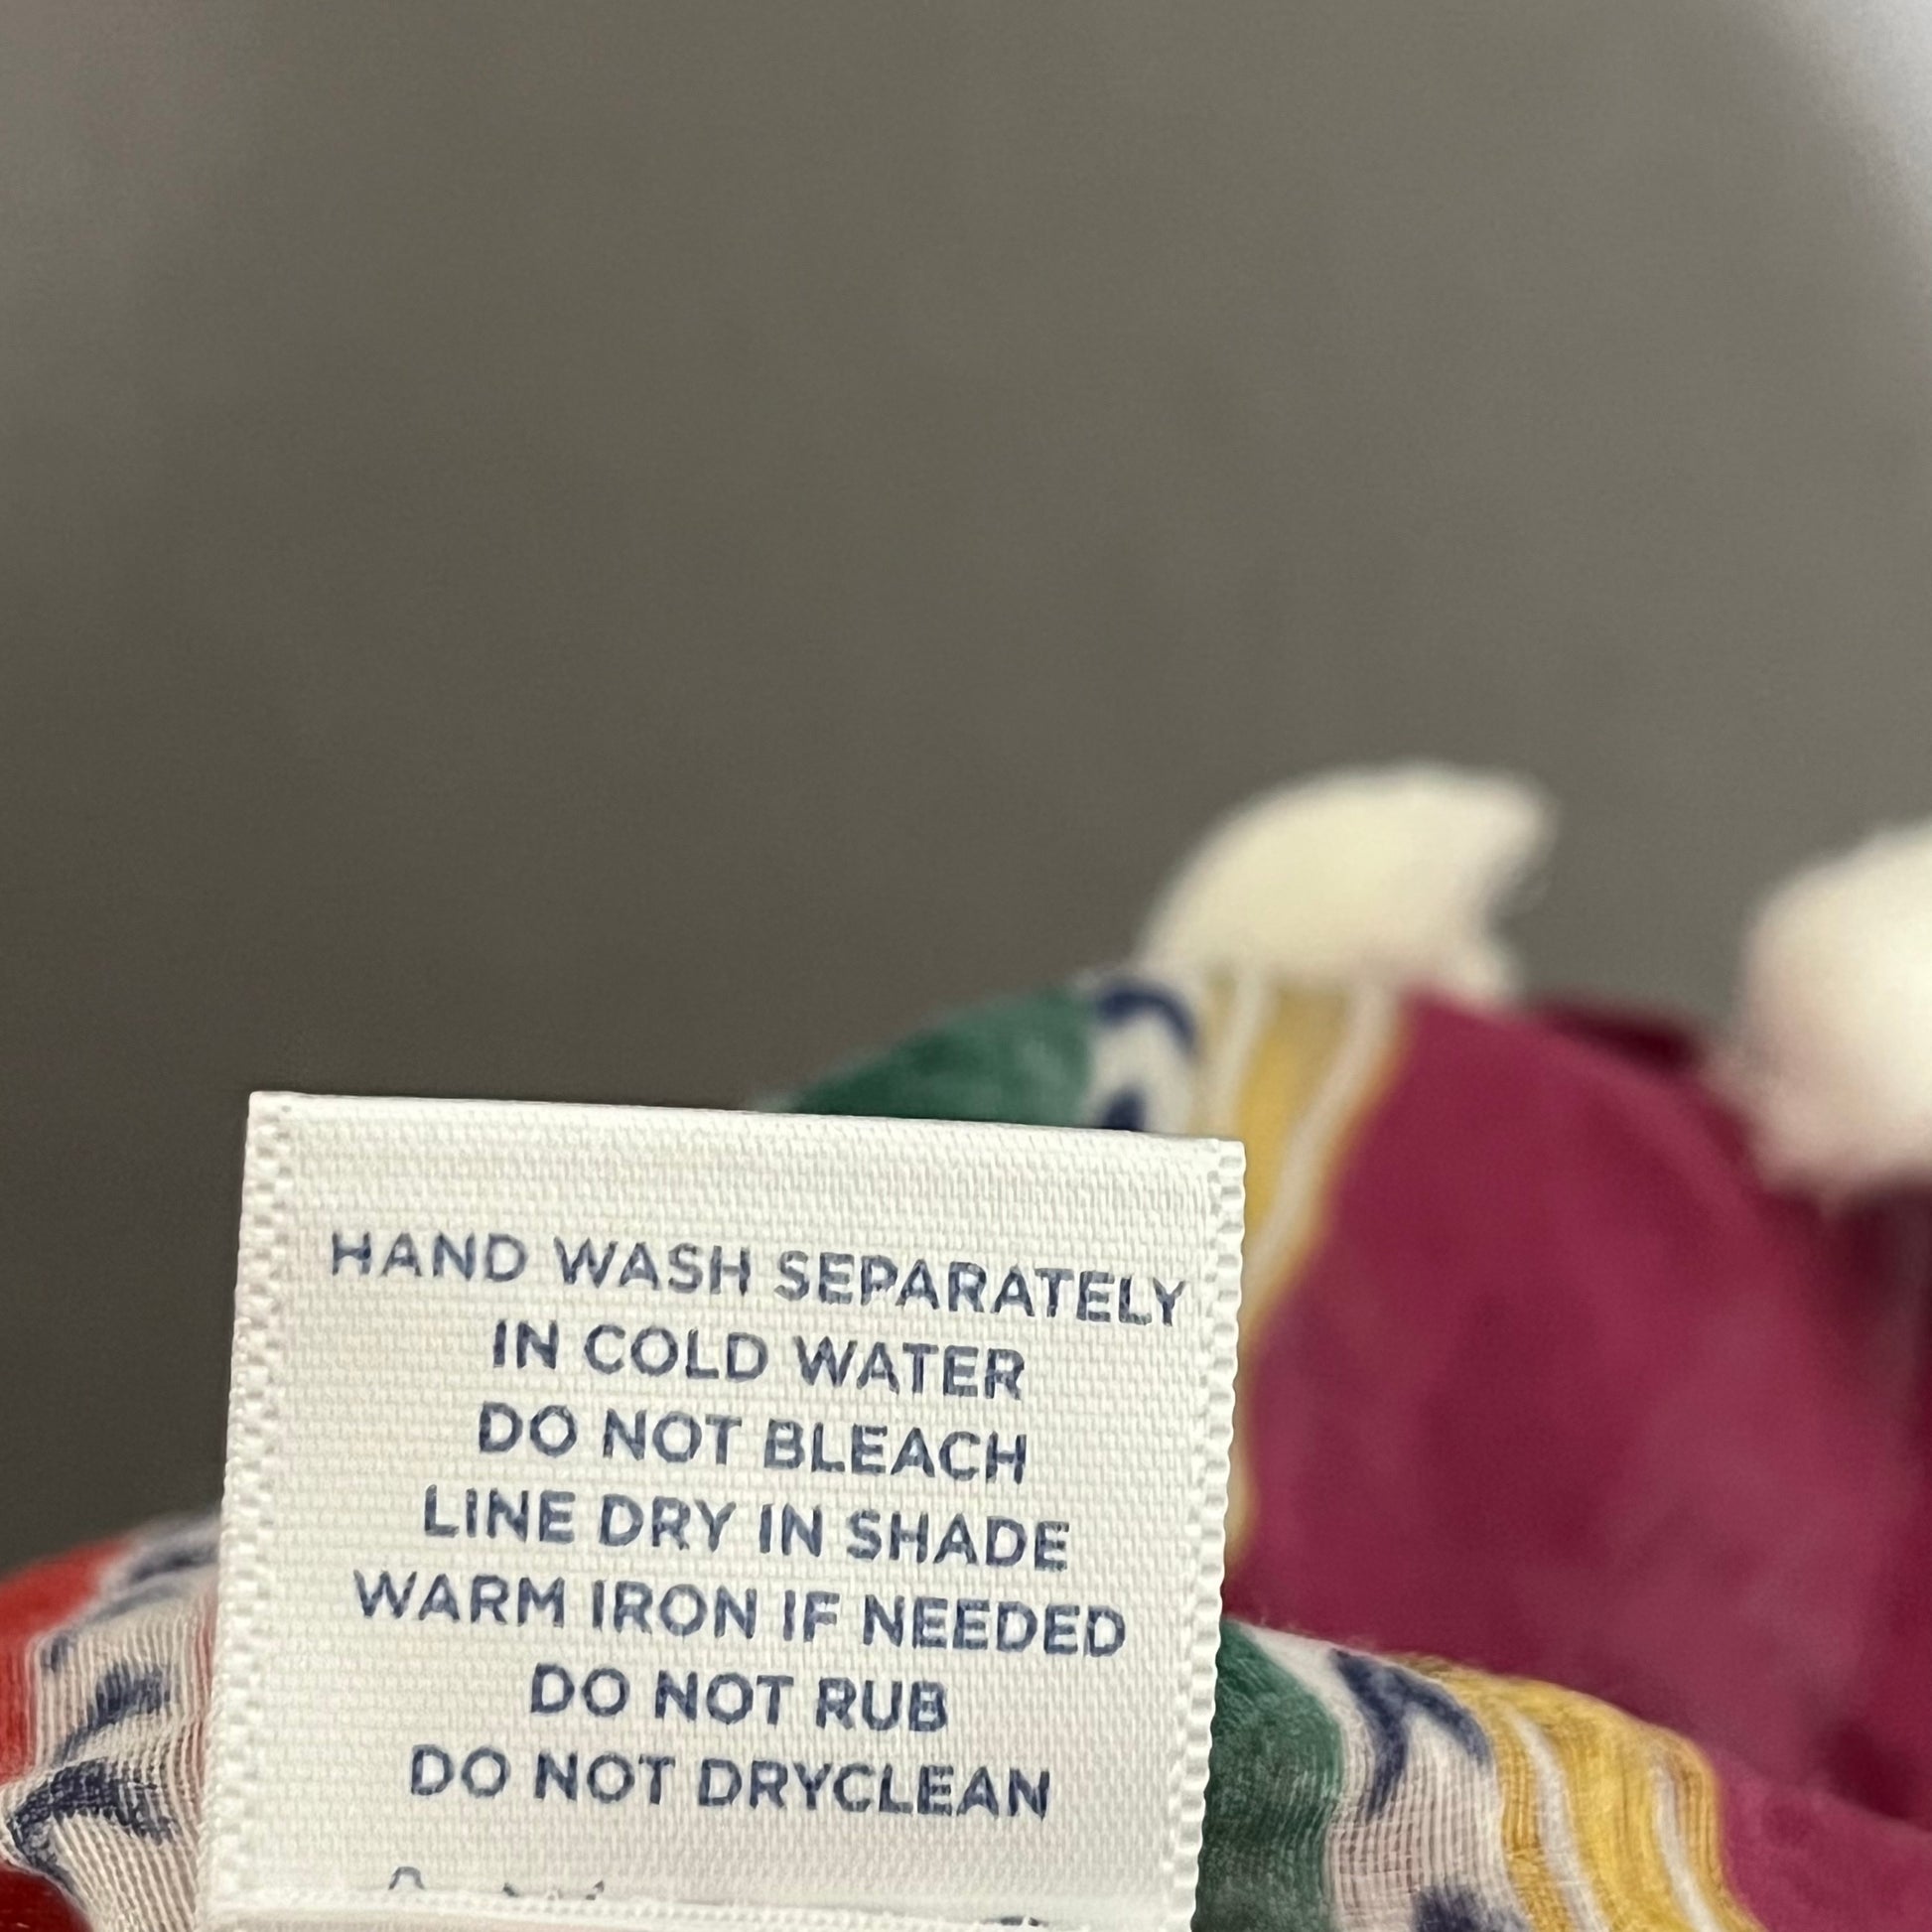 HAND WASH SEPARATELY
IN COLD WATER
DO NOT BLEACH
LINE DRY IN SHADE
WARM IRON IF NEEDED
DO NOT RUB
DO NOT DRYCLEAN